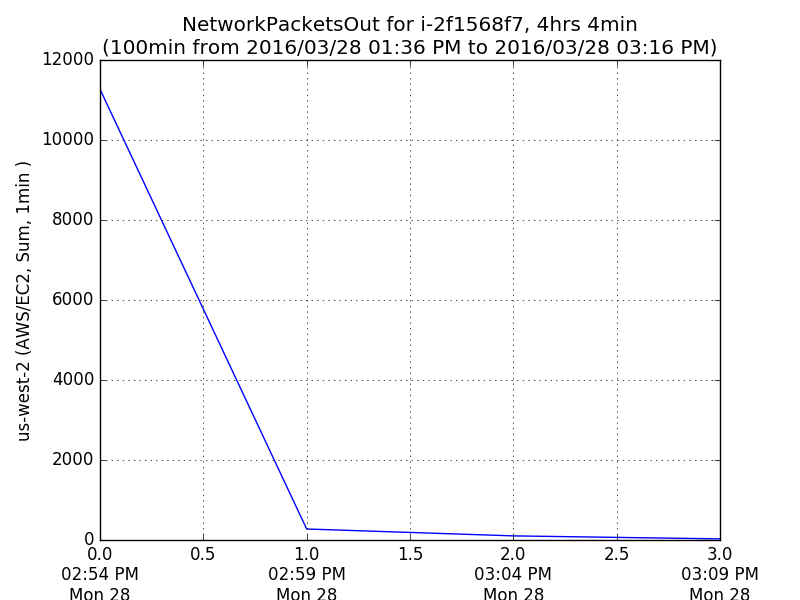 NetworkPacketsOut for i-2f1568f7, 4hrs 4min
(100min from 2016/03/28 01:36 PM to 2016/03/28 03:16 PM)
us-west-2 (AWS/EC2, Sum, 1min )
12000
10000
8000
6000
4000
2000
0
0.0 0.5 1.0 1.5 2.0 2.5 3.0
02:54 PM 02:59 PM 03:04 PM 03:09 PM
Mon 28 Mon 28 Mon 28 Mon 28